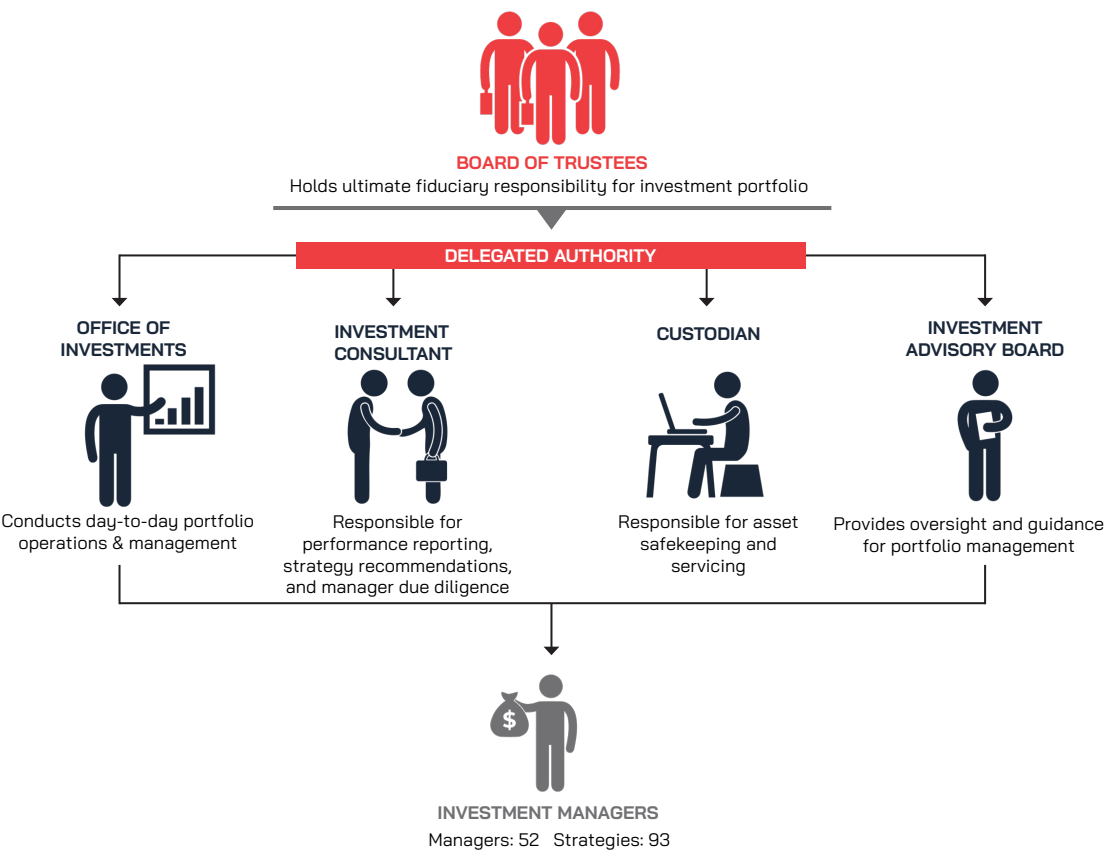 BOARD OF TRUSTEES
Holds ultimate fiduciary responsibility for investment portfolio
DELEGATED AUTHORITY
OFFICE OF
INVESTMENTS
Conducts day-to-day portfolio
operations & management
INVESTMENT
CONSULTANT
Responsible for
performance reporting,
strategy recommendations,
and manager due diligence
CUSTODIAN
Responsible for asset
safekeeping and
servicing
INVESTMENT
ADVISORY BOARD
Provides oversight and guidance
for portfolio management
$
INVESTMENT MANAGERS
Managers: 52 Strategies: 93